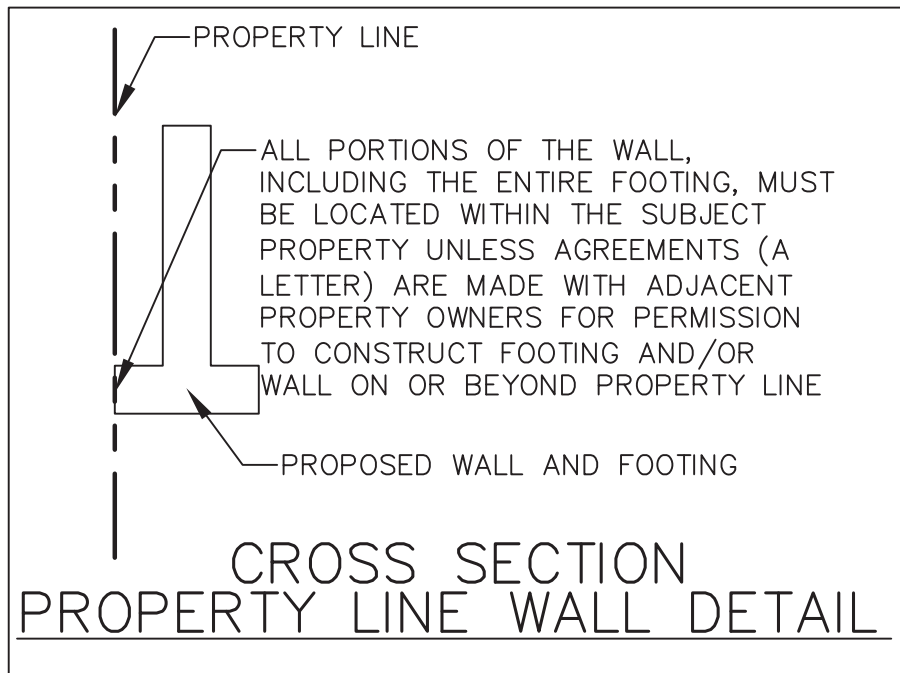 PROPERTY LINE
ALL PORTIONS OF THE WALL,
INCLUDING THE ENTIRE FOOTING, MUST
BE LOCATED WITHIN THE SUBJECT
PROPERTY UNLESS AGREEMENTS (A
LETTER) ARE MADE WITH ADJACENT
PROPERTY OWNERS FOR PERMISSION
TO CONSTRUCT FOOTING AND/OR
WALL ON OR BEYOND PROPERTY LINE
PROPOSED WALL AND FOOTING
CROSS SECTION
PROPERTY LINE WALL DETAIL